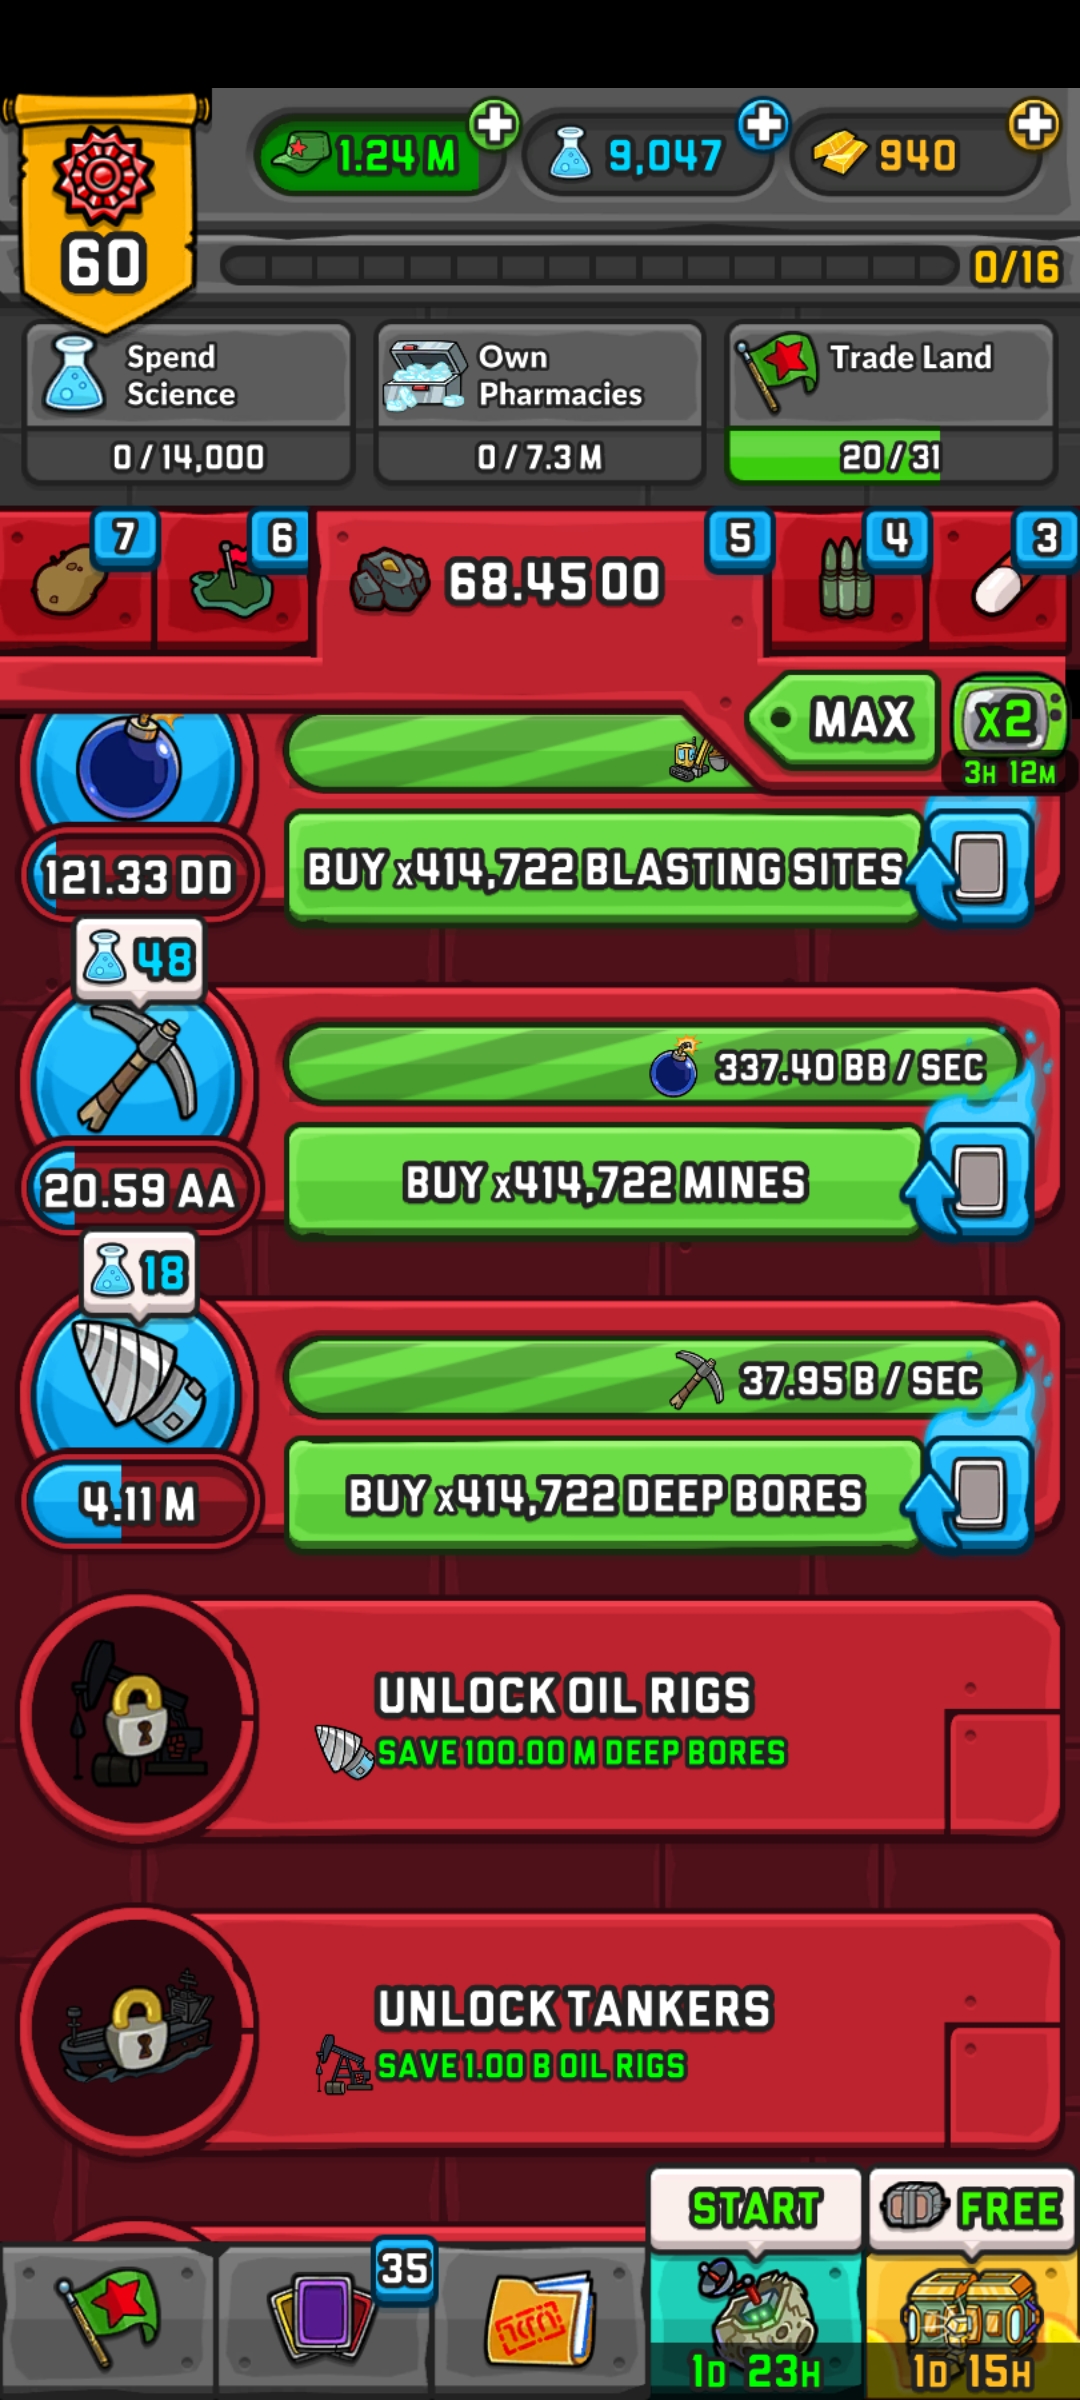 60
1.24 M
9,047
940
0/16
Spend
Science
0 / 14,000
Own
Pharmacies
0 / 7.3 M
Trade Land
20 / 31
7
6
68.45 OO
5
4
3
MAX
x2
3H 12M
121.33 DD
BUY x414,722 BLASTING SITES
48
337.40 BB / SEC
20.59 AA
BUY x414,722 MINES
18
37.95 B / SEC
4.11 M
BUY x414,722 DEEP BORES
UNLOCK OIL RIGS
SAVE 100.00 M DEEP BORES
UNLOCK TANKERS
SAVE 1.00 B OIL RIGS
START
FREE
35
1D 23H
1D 15H